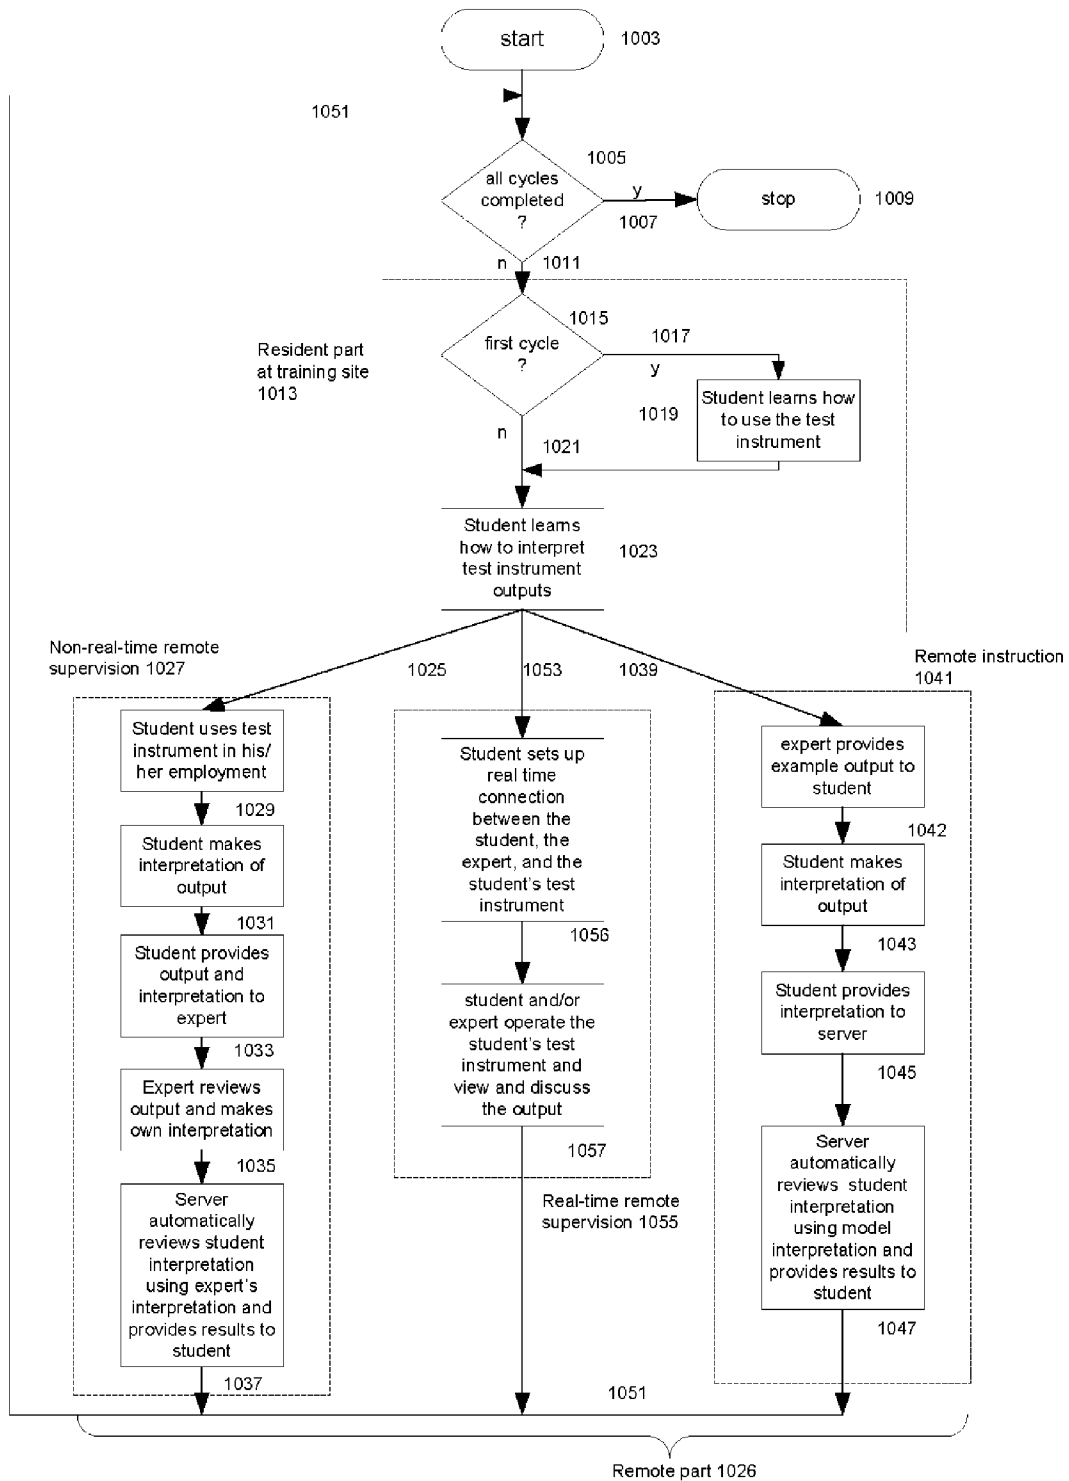 start
1003
1051
1005
all cycles
completed
?
y
1007
stop
1009
n
1011
1015
first cycle
?
1017
y
Resident part
at training site
1013
1019
Student learns how
to use the test
instrument
n
1021
Student learns
how to interpret
test instrument
outputs
1023
Non-real-time remote
supervision 1027
1025
1053
1039
Remote instruction
1041
Student uses test
instrument in his/
her employment
1029
Student makes
interpretation of
output
1031
Student provides
output and
interpretation to
expert
1033
Expert reviews
output and makes
own interpretation
1035
Server
automatically
reviews student
interpretation
using expert's
interpretation and
provides results to
student
1037
Student sets up
real time
connection
between the
student, the
expert, and the
student's test
instrument
1056
student and/or
expert operate the
student's test
instrument and
view and discuss
the output
1057
Real-time remote
supervision 1055
expert provides
example output to
student
1042
Student makes
interpretation of
output
1043
Student provides
interpretation to
server
1045
Server
automatically
reviews student
interpretation
using model
interpretation and
provides results to
student
1047
1051
Remote part 1026